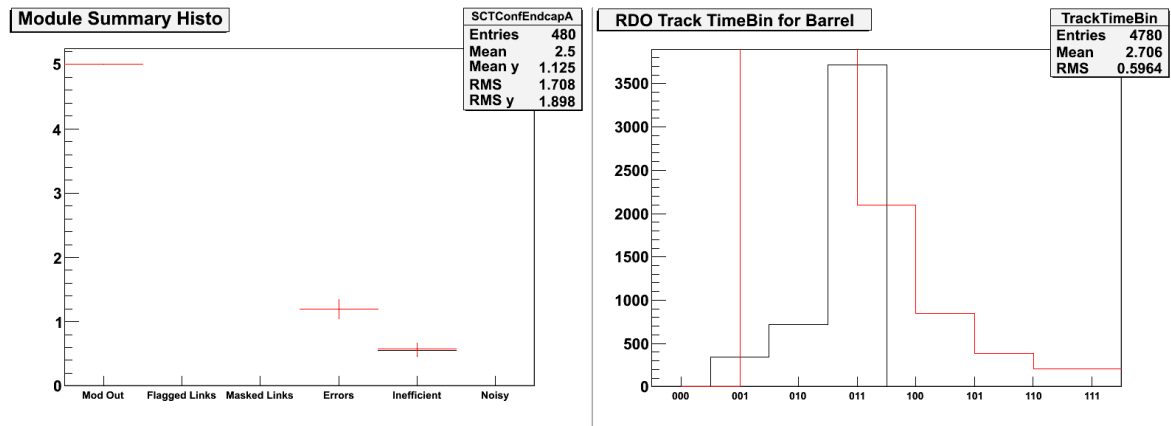 Module Summary Histo
SCTConfEndcapA
Entries 480
Mean 2.5
Mean y 1.125
RMS 1.708
RMS y 1.898
5
4
3
2
1
0
Mod Out Flagged Links Masked Links Errors Inefficient Noisy
RDO Track TimeBin for Barrel
TrackTimeBin
Entries 4780
Mean 2.706
RMS 0.5964
3500
3000
2500
2000
1500
1000
500
0
000 001 010 011 100 101 110 111